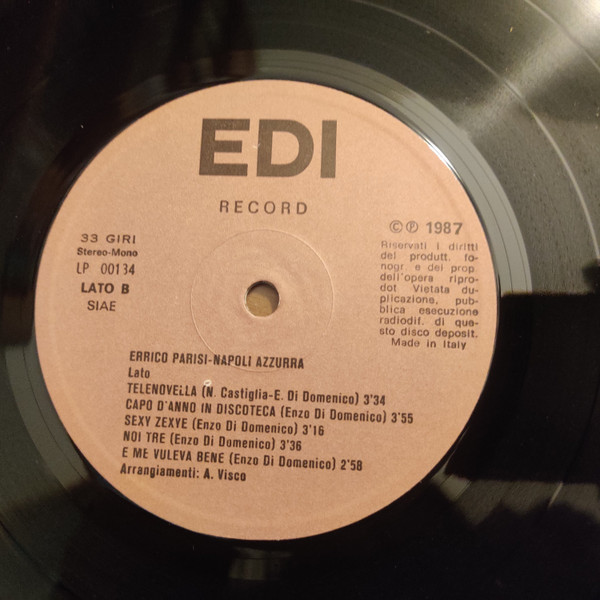 EDI
RECORD
33 GIRI
Stereo-Mono
LP 00134
LATO B
SIAE
© ℗ 1987
Riservati i diritti
del produtt. fo-
nogr. e dei prop.
dell'opera ripro-
dot Vietata du-
plicazione, pub-
blica esecuzione
radiodif. di que-
sto disco deposit.
Made in Italy
ERRICO PARISI-NAPOLI AZZURRA
Lato
TELENOVELLA (N. Castiglia-E. Di Domenico) 3'34
CAPO D'ANNO IN DISCOTECA (Enzo Di Domenico) 3'55
SEXY ZEXYE (Enzo Di Domenico) 3'16
NOI TRE (Enzo Di Domenico) 3'36
E ME VULEVA BENE (Enzo Di Domenico) 2'58
Arrangiamenti: A. Visco